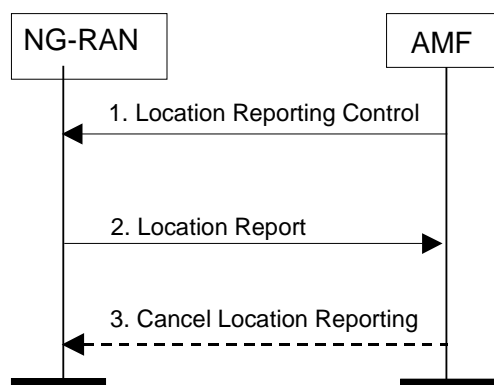 NG-RAN
AMF
1. Location Reporting Control
2. Location Report
3. Cancel Location Reporting